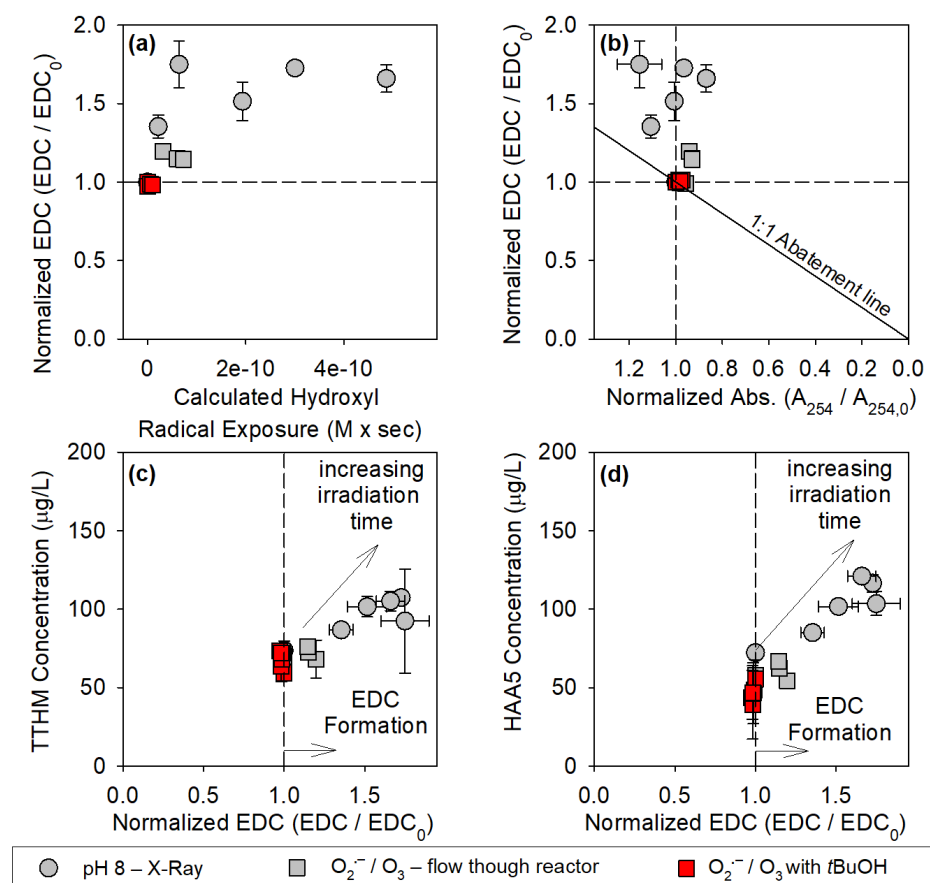 (a)
Normalized EDC (EDC / EDC₀)
2.0
1.5
1.0
0.5
0.0
0 2e-10 4e-10
Calculated Hydroxyl
Radical Exposure (M x sec)
(b)
Normalized EDC (EDC / EDC₀)
2.0
1.5
1.0
0.5
0.0
1:1 Abatement line
1.2 1.0 0.8 0.6 0.4 0.2 0.0
Normalized Abs. (A₂₅₄ / A₂₅₄,₀)
(c)
TTHM Concentration (µg/L)
200
150
100
50
0
increasing
irradiation
time
EDC
Formation
0.0 0.5 1.0 1.5
Normalized EDC (EDC / EDC₀)
(d)
HAA5 Concentration (µg/L)
200
150
100
50
0
increasing
irradiation
time
EDC
Formation
0.0 0.5 1.0 1.5
Normalized EDC (EDC / EDC₀)
pH 8 – X-Ray O₂·⁻ / O₃ – flow though reactor O₂·⁻ / O₃ with tBuOH